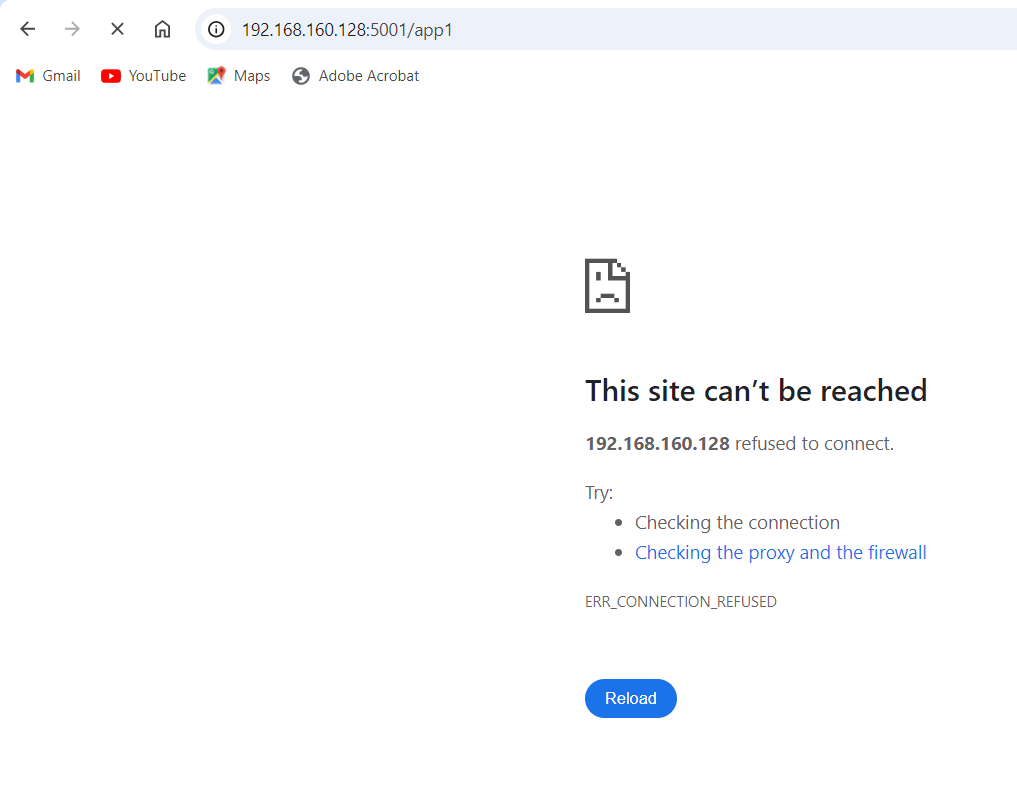 192.168.160.128:5001/app1
Gmail YouTube Maps Adobe Acrobat
This site can’t be reached
192.168.160.128 refused to connect.
Try:
• Checking the connection
• Checking the proxy and the firewall
ERR_CONNECTION_REFUSED
Reload